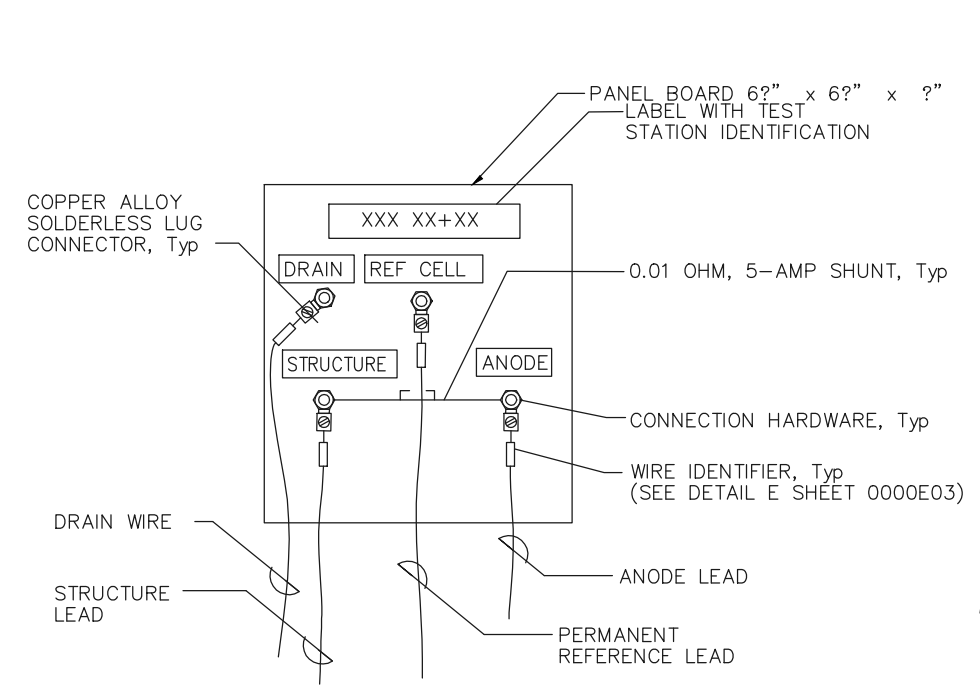 PANEL BOARD 6?” x 6?” x ?”
LABEL WITH TEST
STATION IDENTIFICATION
COPPER ALLOY
SOLDERLESS LUG
CONNECTOR, Typ
XXX XX+XX
DRAIN
REF CELL
0.01 OHM, 5-AMP SHUNT, Typ
STRUCTURE
ANODE
CONNECTION HARDWARE, Typ
WIRE IDENTIFIER, Typ
(SEE DETAIL E SHEET 0000E03)
DRAIN WIRE
ANODE LEAD
STRUCTURE
LEAD
PERMANENT
REFERENCE LEAD